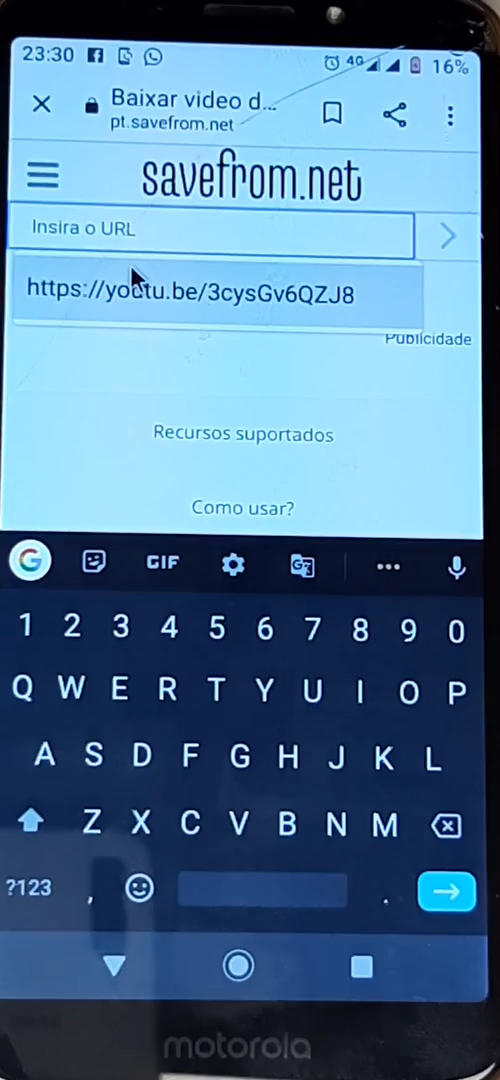 23:30 4G 16%
Baixar video d...
pt.savefrom.net
savefrom.net
Insira o URL
https://youtu.be/3cysGv6QZJ8
Publicidade
Recursos suportados
Como usar?
G GIF G
1 2 3 4 5 6 7 8 9 0
Q W E R T Y U I O P
A S D F G H J K L
Z X C V B N M
?123 , .
motorola